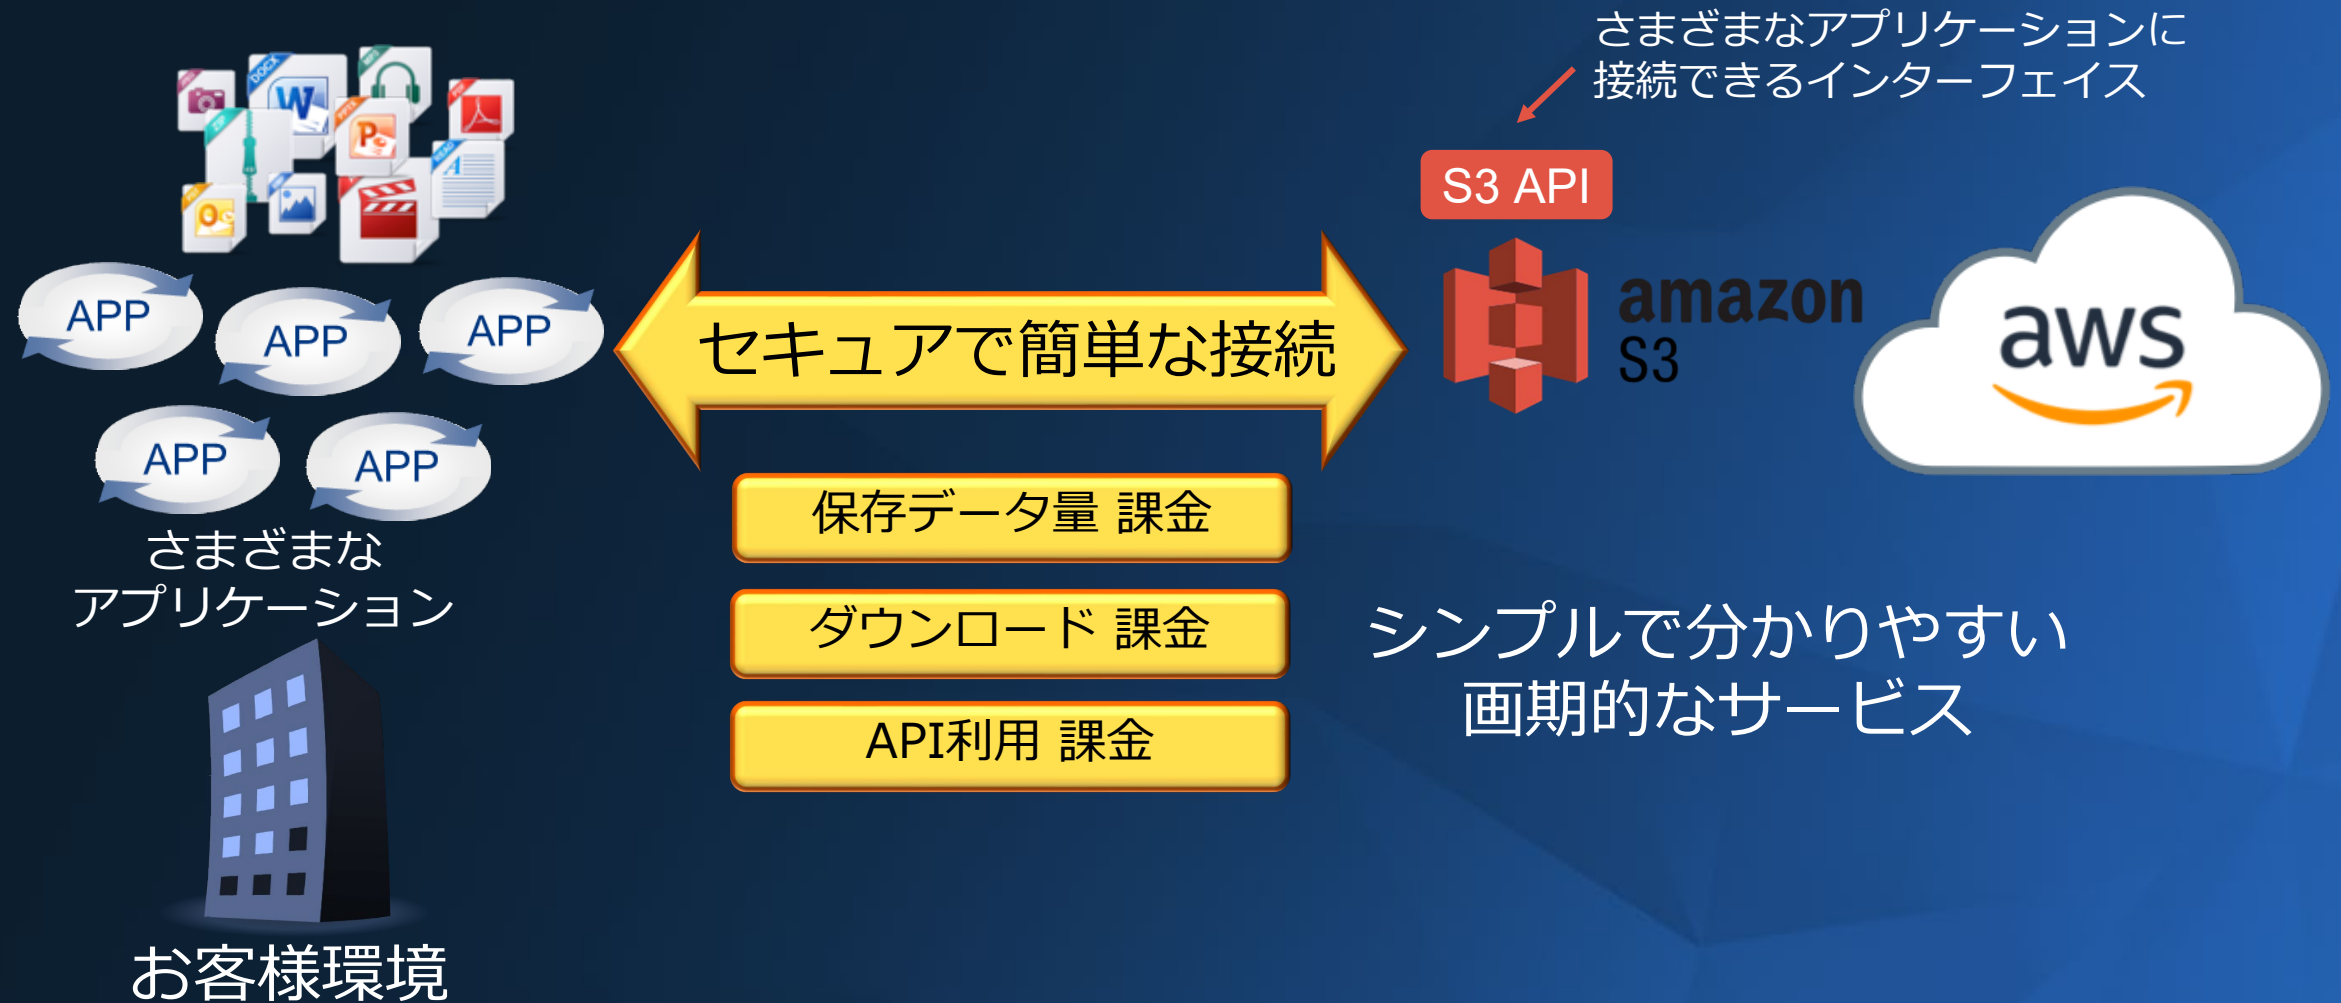 さまざまなアプリケーションに
接続できるインターフェイス
S3 API
DOCX
ZIP
PPTX
PDF
READ
W
P
A
O
APP
APP
APP
APP
APP
さまざまな
アプリケーション
お客様環境
セキュアで簡単な接続
amazon
S3
aws
保存データ量 課金
ダウンロード 課金
API利用 課金
シンプルで分かりやすい
画期的なサービス